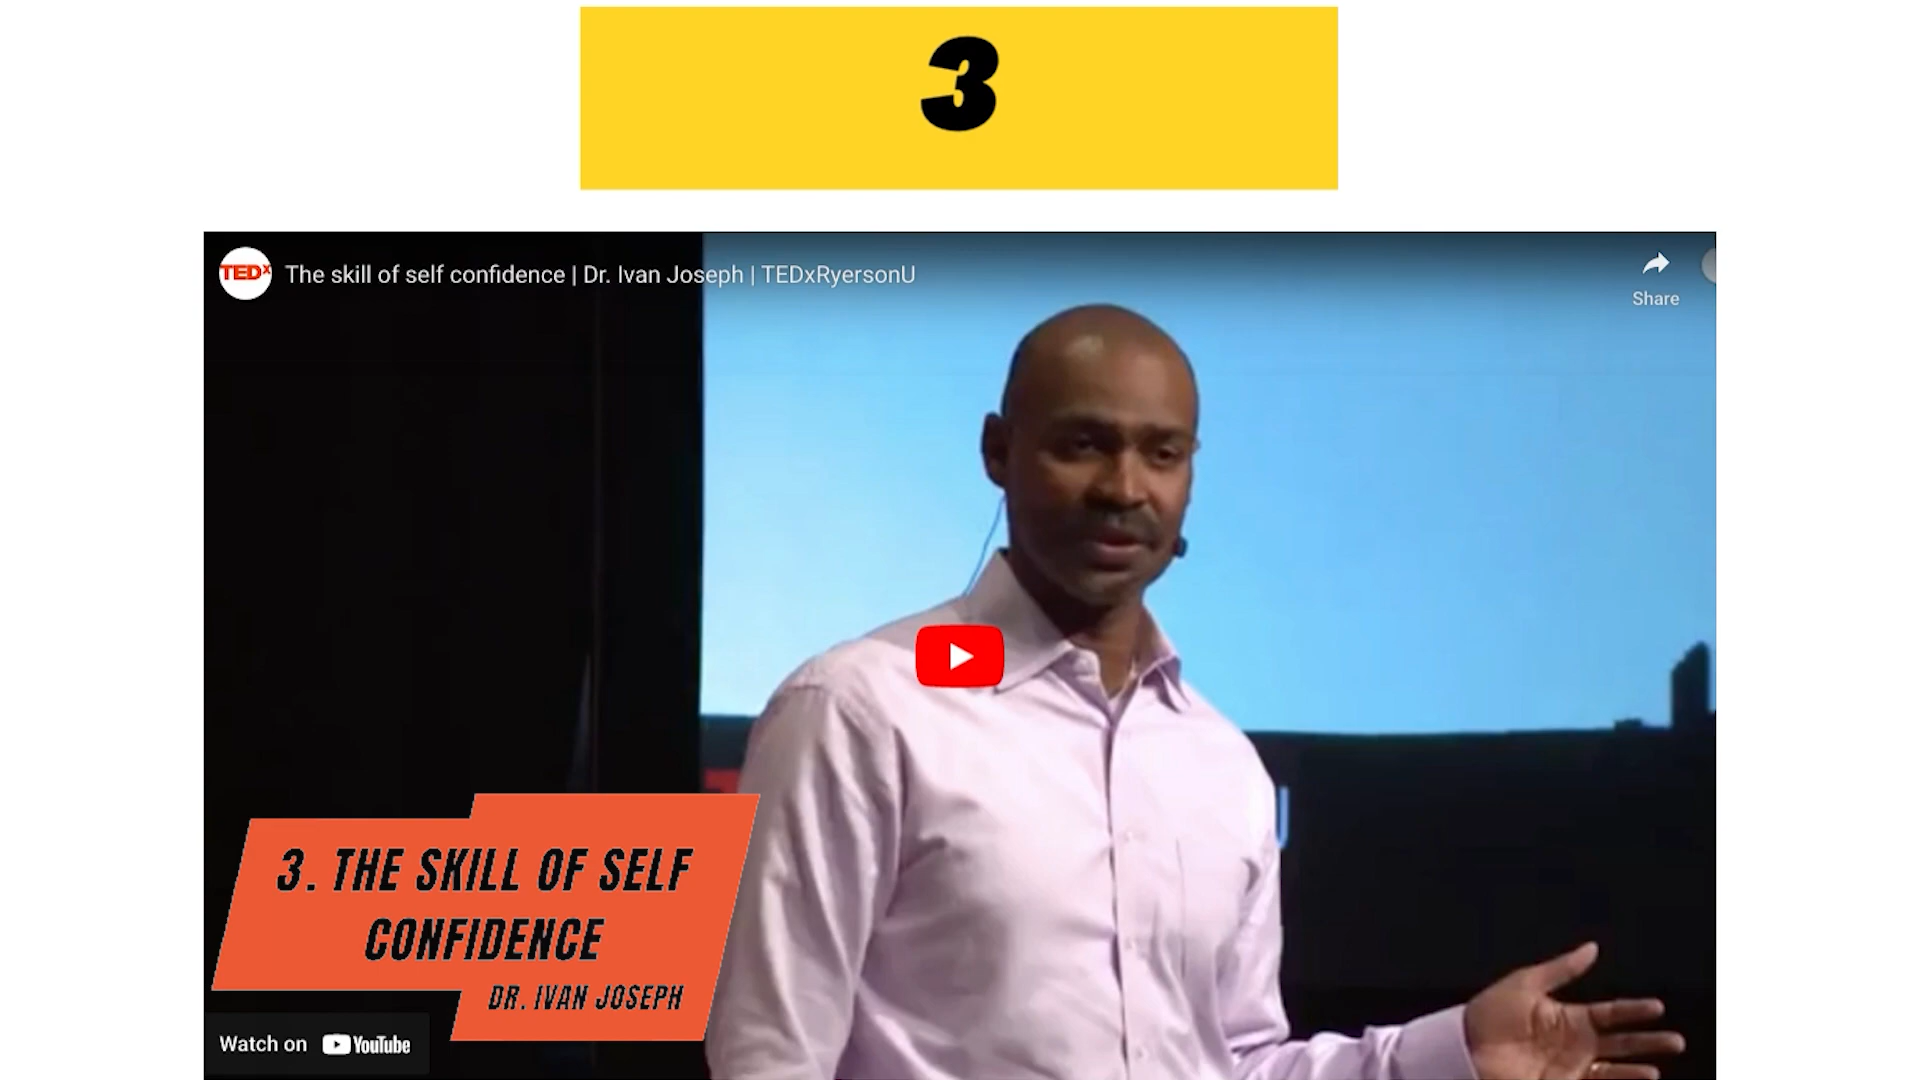 3
TEDx
The skill of self confidence | Dr. Ivan Joseph | TEDxRyersonU
Share
U
3. THE SKILL OF SELF
CONFIDENCE
DR. IVAN JOSEPH
Watch on YouTube